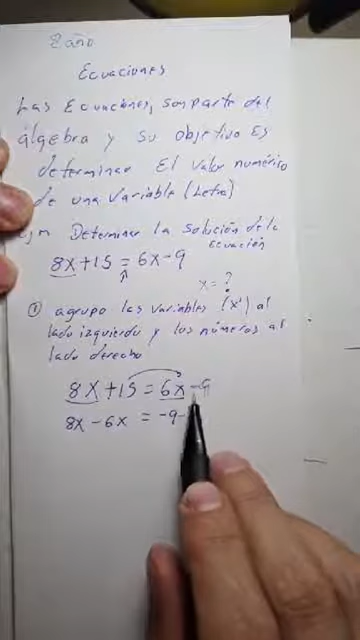 2 año
Ecuaciones
Las Ecuaciones, son parte del
álgebra y su objetivo Es
determinar El valor numérico
de una variable (Letra)
Ejm Determinar la solución de la
ecuación
8x + 15 = 6x - 9
x = ?
① agrupo las variables (x) al
lado izquierdo y los números al
lado derecho
8x + 15 = 6x - 9
8x - 6x = -9 -